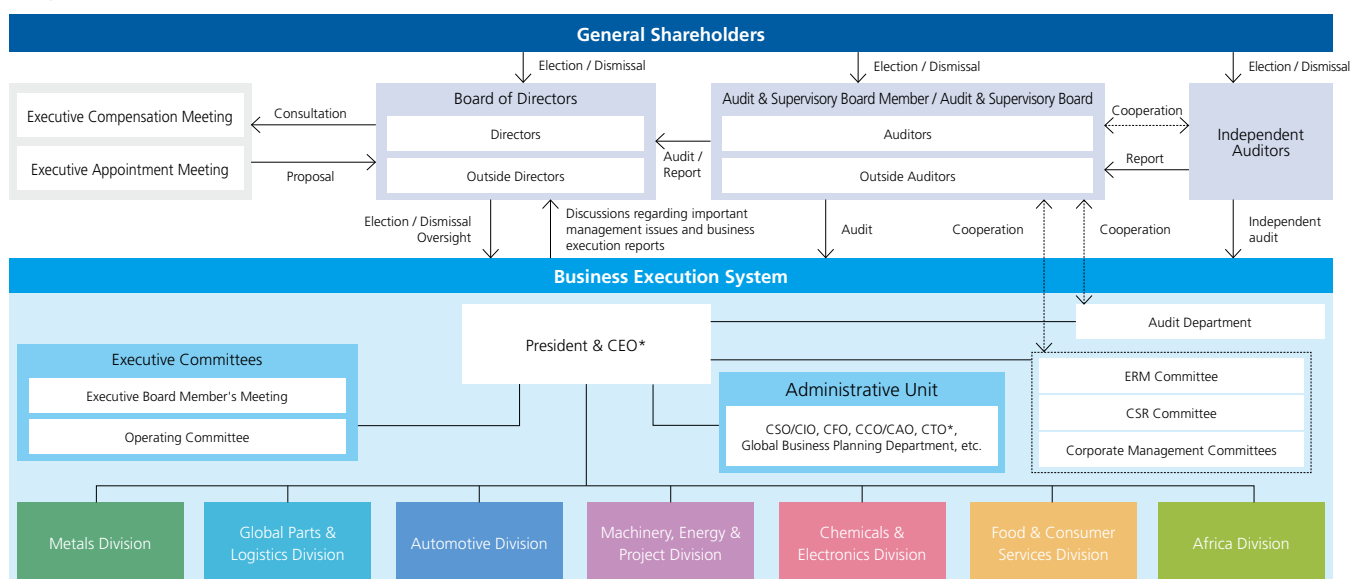 General Shareholders
Election / Dismissal
Election / Dismissal
Election / Dismissal
Executive Compensation Meeting
Executive Appointment Meeting
Consultation
Proposal
Board of Directors
Directors
Outside Directors
Audit /
Report
Audit & Supervisory Board Member / Audit & Supervisory Board
Auditors
Outside Auditors
Cooperation
Report
Independent
Auditors
Election / Dismissal
Oversight
Discussions regarding important
management issues and business
execution reports
Audit
Cooperation
Cooperation
Independent
audit
Business Execution System
President & CEO*
Audit Department
Executive Committees
Executive Board Member's Meeting
Operating Committee
Administrative Unit
CSO/CIO, CFO, CCO/CAO, CTO*,
Global Business Planning Department, etc.
ERM Committee
CSR Committee
Corporate Management Committees
Metals Division
Global Parts &
Logistics Division
Automotive Division
Machinery, Energy &
Project Division
Chemicals &
Electronics Division
Food & Consumer
Services Division
Africa Division